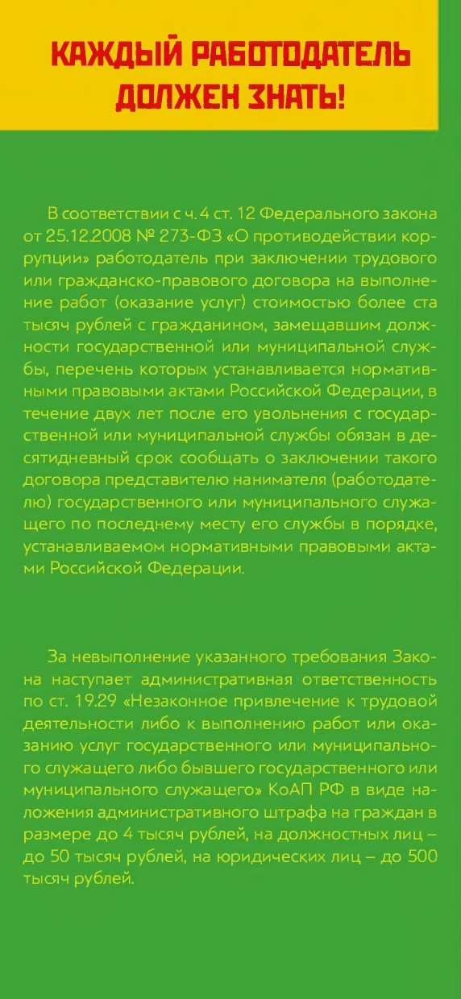 КАЖДЫЙ РАБОТОДАТЕЛЬ
ДОЛЖЕН ЗНАТЬ!
В соответствии с ч. 4 ст. 12 Федерального закона
от 25.12.2008 № 273-ФЗ «О противодействии кор-
рупции» работодатель при заключении трудового
или гражданско-правового договора на выполне-
ние работ (оказание услуг) стоимостью более ста
тысяч рублей с гражданином, замещавшим долж-
ности государственной или муниципальной служ-
бы, перечень которых устанавливается норматив-
ными правовыми актами Российской Федерации, в
течение двух лет после его увольнения с государ-
ственной или муниципальной службы обязан в де-
сятидневный срок сообщать о заключении такого
договора представителю нанимателя (работодате-
лю) государственного или муниципального служа-
щего по последнему месту его службы в порядке,
устанавливаемом нормативными правовыми акта-
ми Российской Федерации.
За невыполнение указанного требования Зако-
на наступает административная ответственность
по ст. 19.29 «Незаконное привлечение к трудовой
деятельности либо к выполнению работ или ока-
занию услуг государственного или муниципально-
го служащего либо бывшего государственного или
муниципального служащего» КоАП РФ в виде на-
ложения административного штрафа на граждан в
размере до 4 тысяч рублей, на должностных лиц –
до 50 тысяч рублей, на юридических лиц – до 500
тысяч рублей.